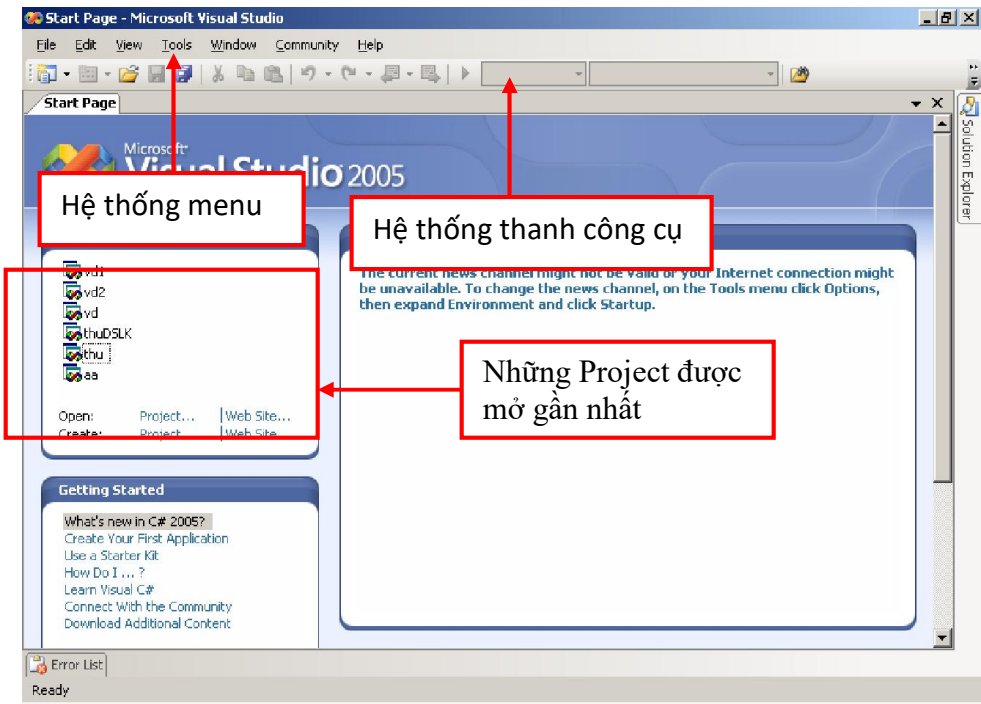 Start Page - Microsoft Visual Studio
File Edit View Tools Window Community Help
Start Page
Solution Explorer
Microsoft
Visual Studio 2005
Hệ thống menu
Hệ thống thanh công cụ
vd1
vd2
vd
thuDSLK
thu
aa
Open: Project... Web Site...
Create: Project... Web Site...
The current news channel might not be valid or your Internet connection might
be unavailable. To change the news channel, on the Tools menu click Options,
then expand Environment and click Startup.
Những Project được
mở gần nhất
Getting Started
What's new in C# 2005?
Create Your First Application
Use a Starter Kit
How Do I ... ?
Learn Visual C#
Connect With the Community
Download Additional Content
Error List
Ready